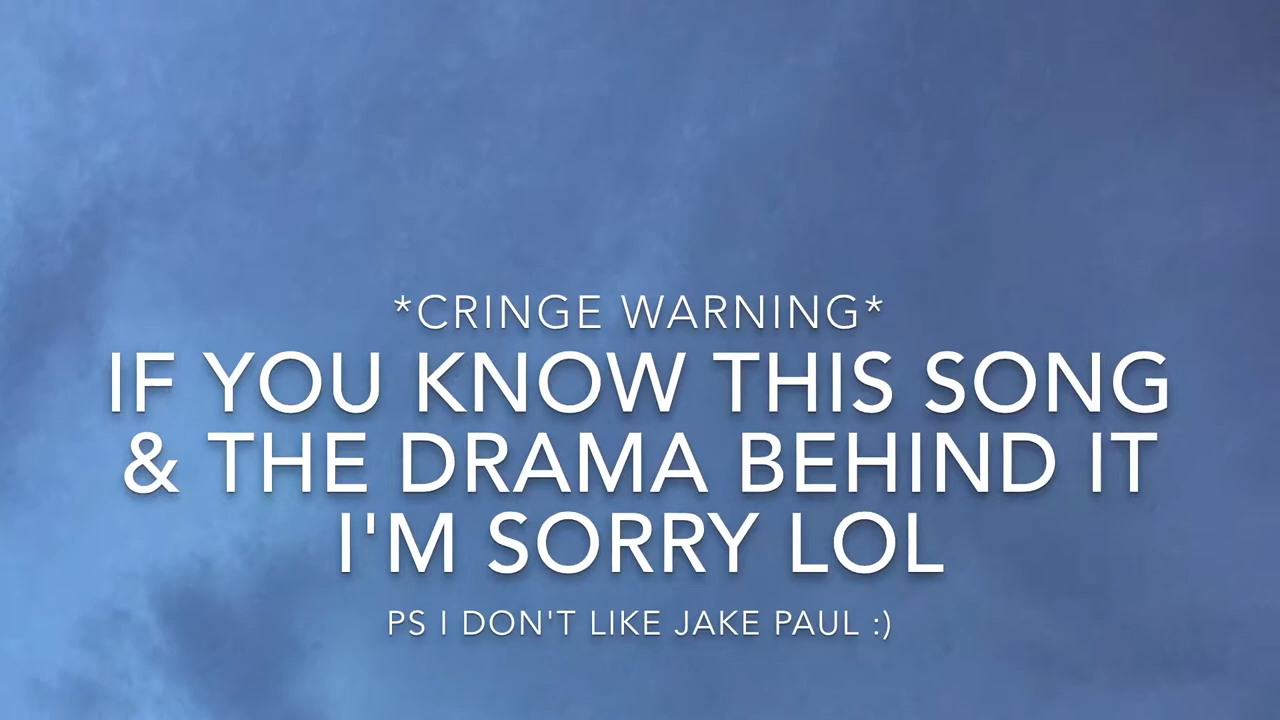 *CRINGE WARNING*
IF YOU KNOW THIS SONG
& THE DRAMA BEHIND IT
I'M SORRY LOL
PS I DON'T LIKE JAKE PAUL :)